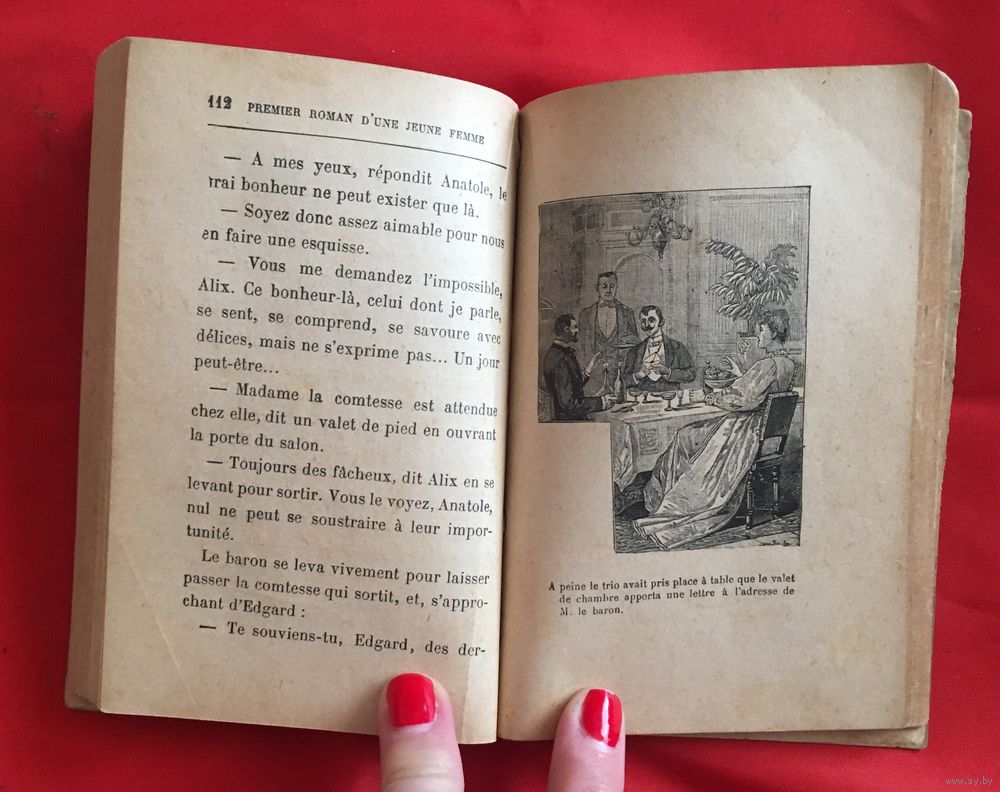 112 PREMIER ROMAN D'UNE JEUNE FEMME
— A mes yeux, répondit Anatole, le
vrai bonheur ne peut exister que là.
— Soyez donc assez aimable pour nous
en faire une esquisse.
— Vous me demandez l'impossible,
Alix. Ce bonheur-là, celui dont je parle,
se sent, se comprend, se savoure avec
délices, mais ne s'exprime pas... Un jour
peut-être...
— Madame la comtesse est attendue
chez elle, dit un valet de pied en ouvrant
la porte du salon.
— Toujours des fâcheux, dit Alix en se
levant pour sortir. Vous le voyez, Anatole,
nul ne peut se soustraire à leur impor-
tunité.
Le baron se leva vivement pour laisser
passer la comtesse qui sortit, et, s'appro-
chant d'Edgard :
— Te souviens-tu, Edgard, des der-
A peine le trio avait pris place à table que le valet
de chambre apporta une lettre à l'adresse de
M. le baron.
www.ay.by